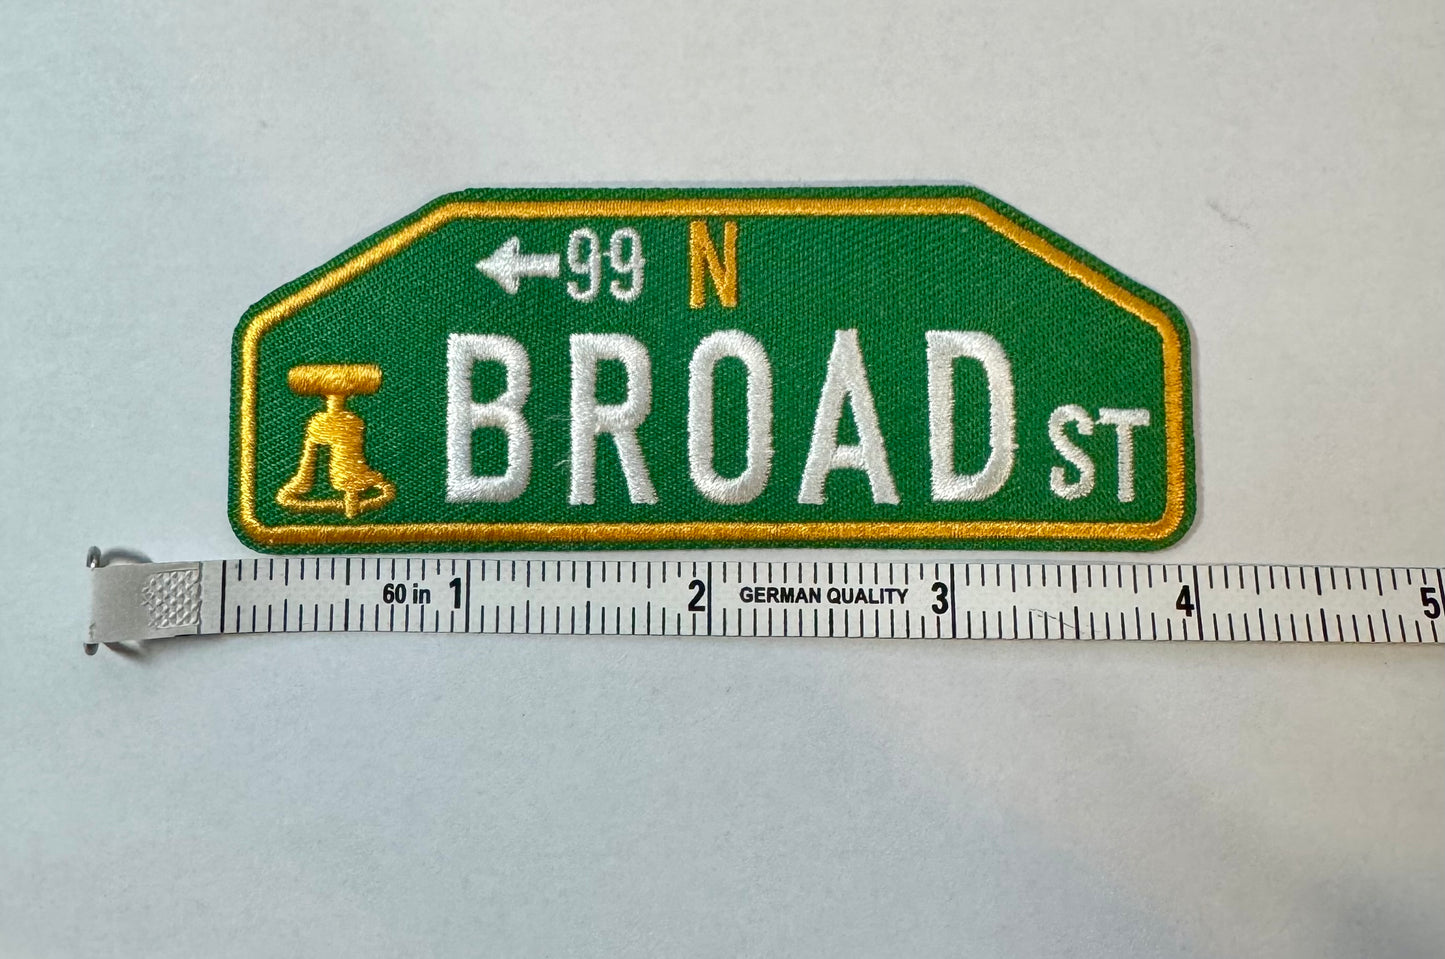 ←99 N
BROAD ST
60 in 1 2 GERMAN QUALITY 3 4 5